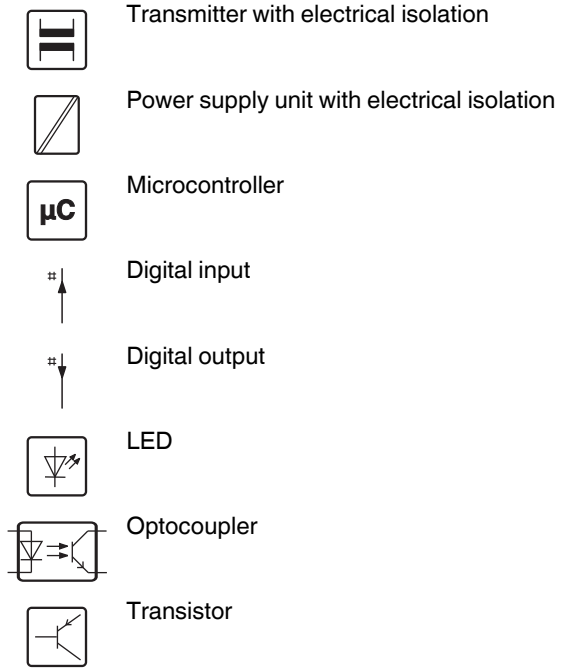 Transmitter with electrical isolation
Power supply unit with electrical isolation
µC
Microcontroller
#
Digital input
#
Digital output
LED
Optocoupler
Transistor